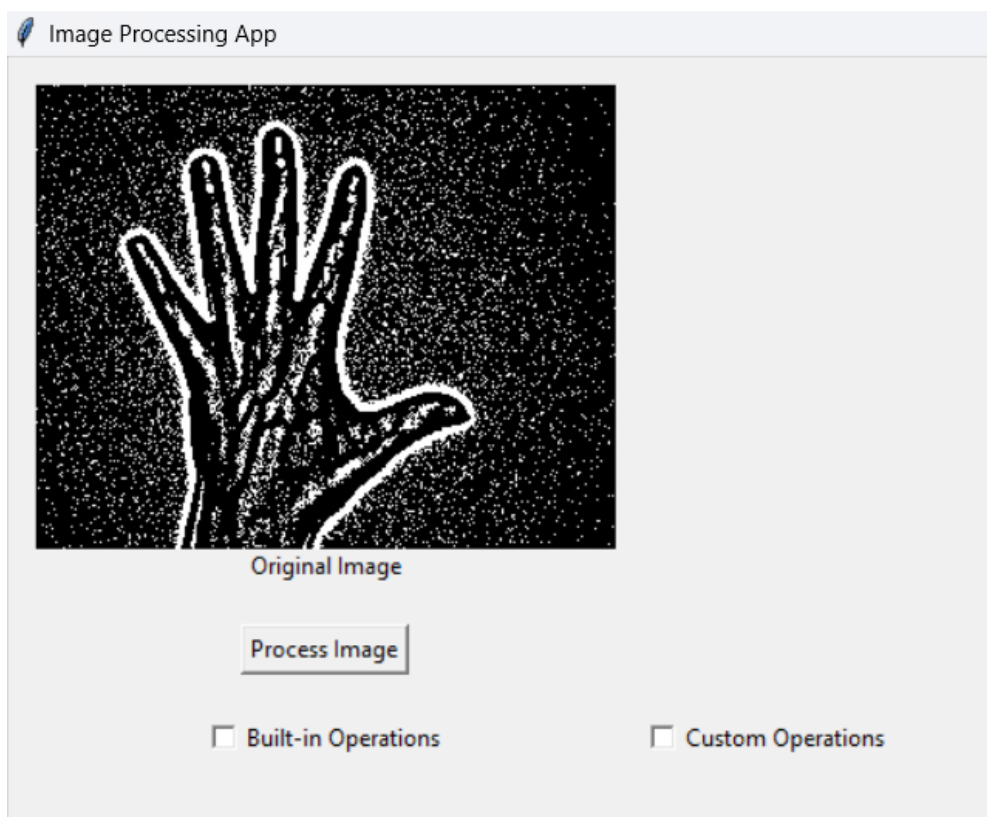 Image Processing App
Original Image
Process Image
Built-in Operations
Custom Operations